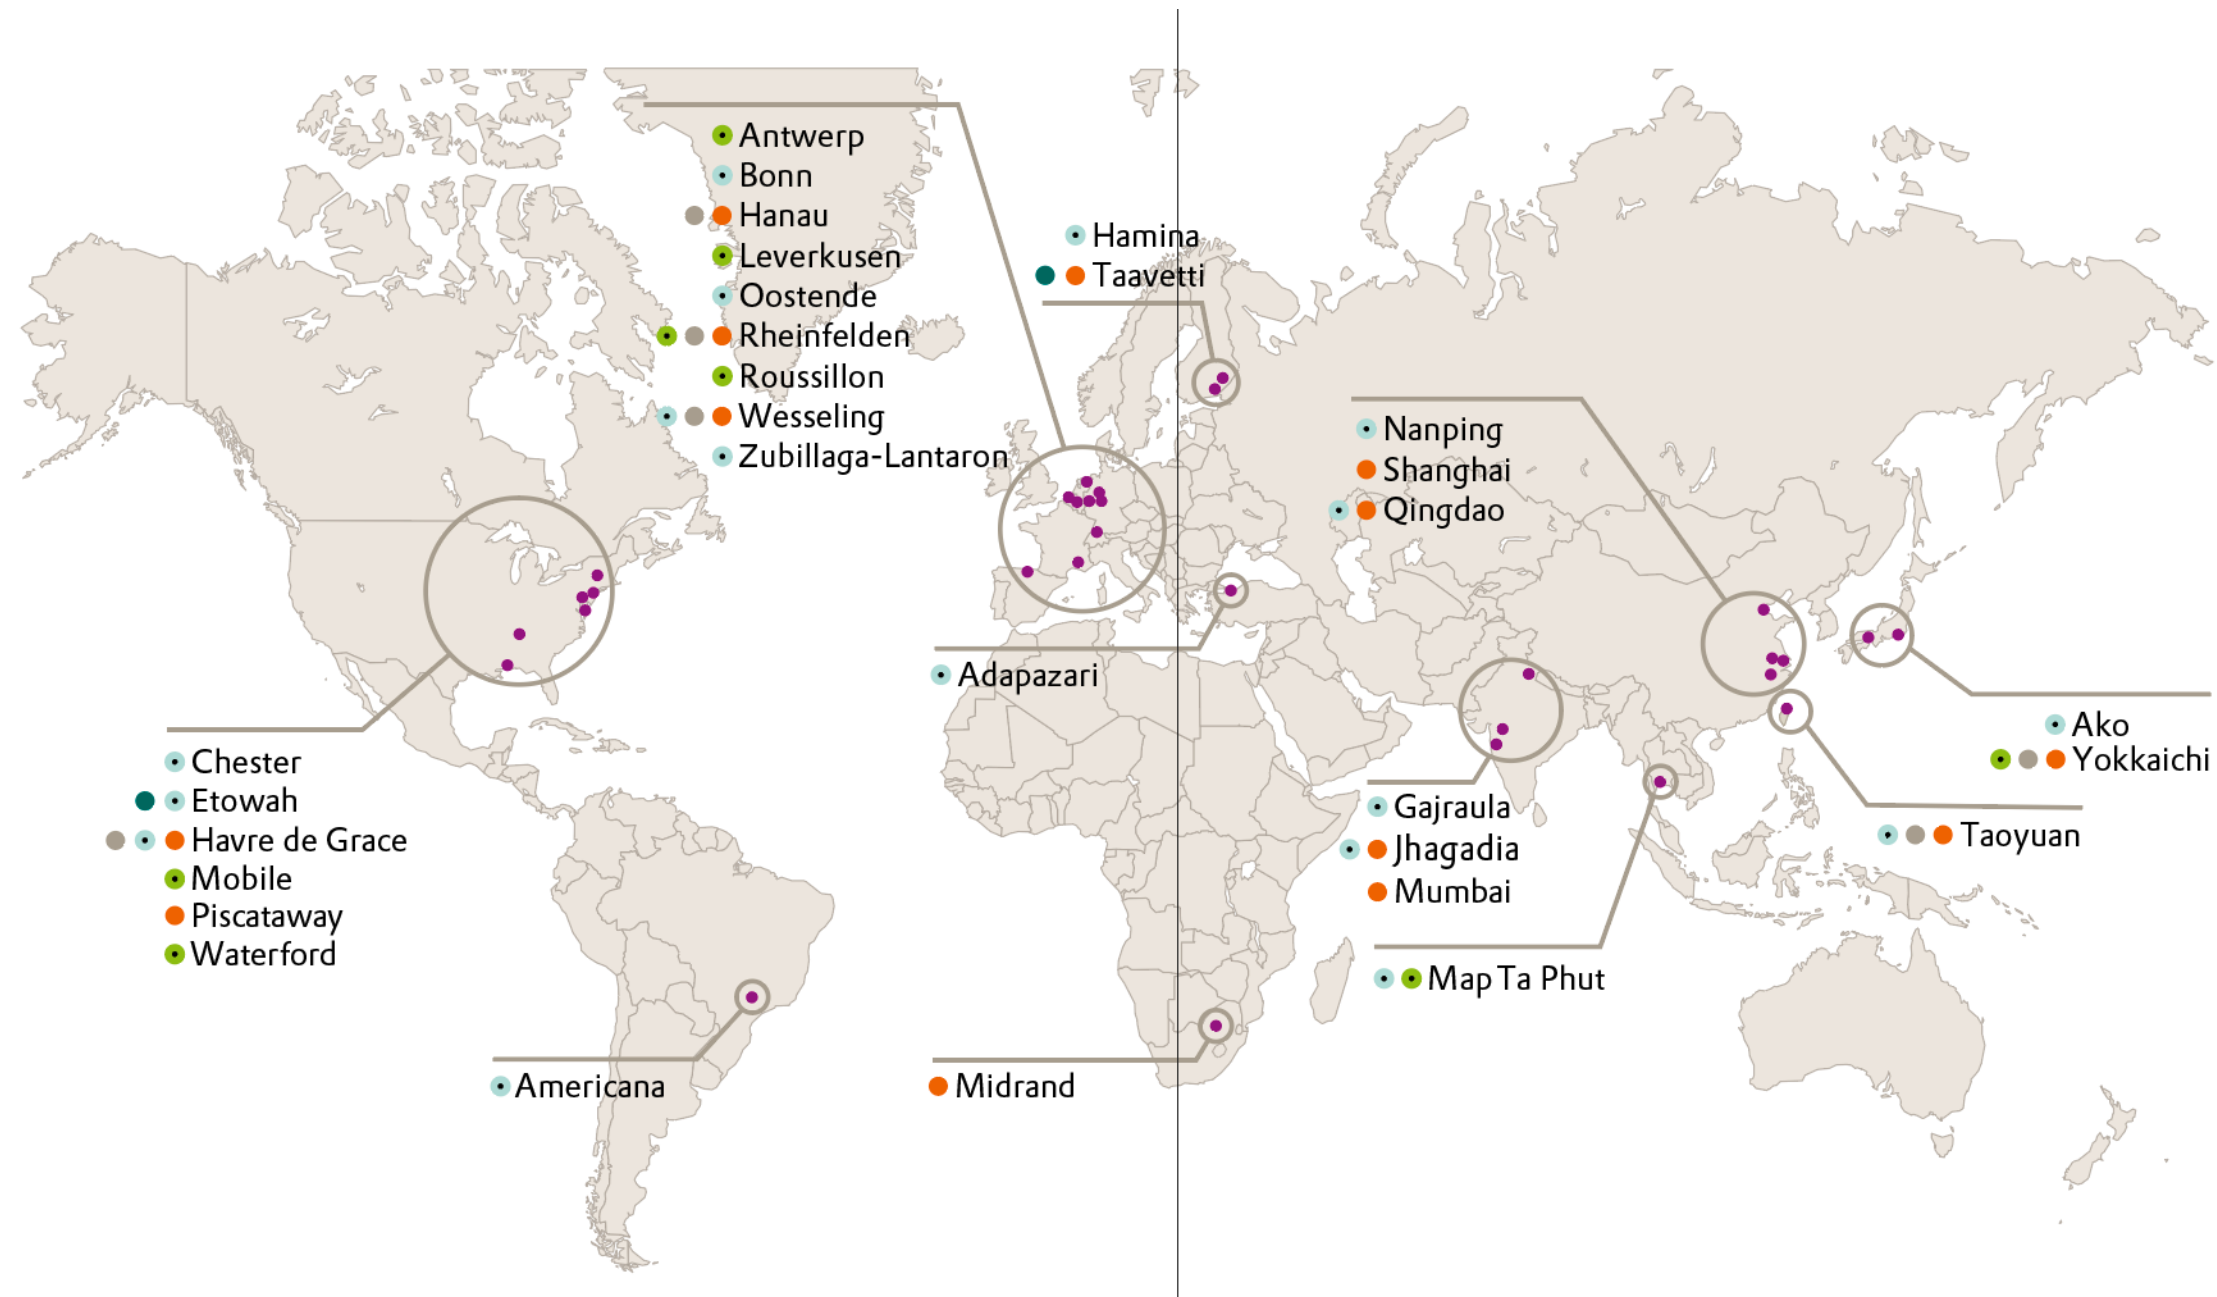 Antwerp
Bonn
Hanau
Leverkusen
Oostende
Rheinfelden
Roussillon
Wesseling
Zubillaga-Lantaron
Hamina
Taavetti
Nanping
Shanghai
Qingdao
Adapazari
Chester
Etowah
Havre de Grace
Mobile
Piscataway
Waterford
Americana
Midrand
Gajraula
Jhagadia
Mumbai
Map Ta Phut
Ako
Yokkaichi
Taoyuan